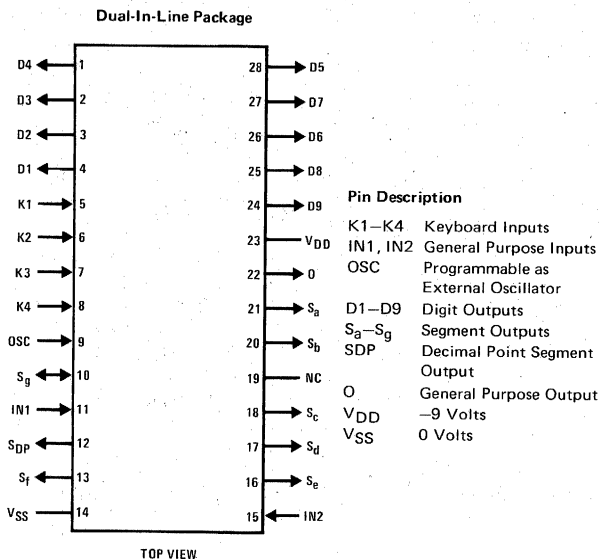 Dual-In-Line Package
D4 1 28 D5
D3 2 27 D7
D2 3 26 D6
D1 4 25 D8
K1 5 24 D9
K2 6 23 VDD
K3 7 22 O
K4 8 21 Sa
OSC 9 20 Sb
Sg 10 19 NC
IN1 11 18 Sc
SDP 12 17 Sd
Sf 13 16 Se
VSS 14 15 IN2
TOP VIEW
Pin Description
K1–K4 Keyboard Inputs
IN1, IN2 General Purpose Inputs
OSC Programmable as
External Oscillator
D1–D9 Digit Outputs
Sa–Sg Segment Outputs
SDP Decimal Point Segment
Output
O General Purpose Output
VDD –9 Volts
VSS 0 Volts